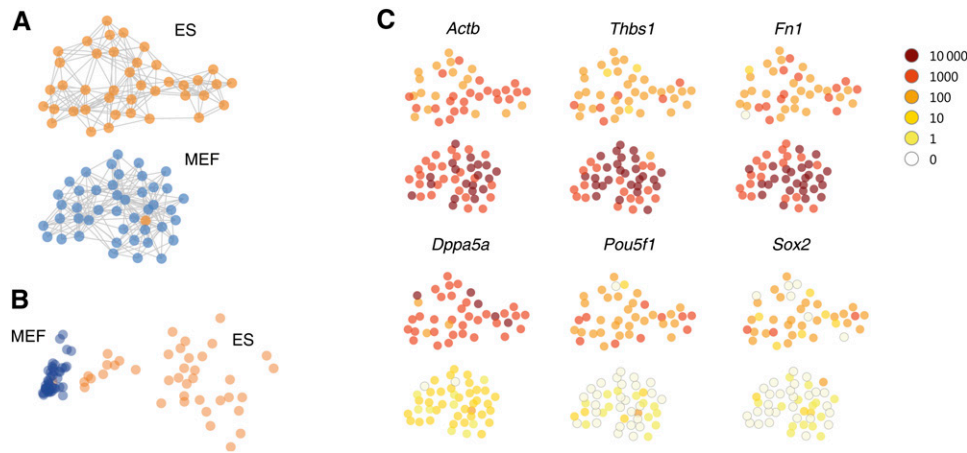 A
ES
MEF
B
MEF
ES
C
Actb
Thbs1
Fn1
10 000
1000
100
10
1
0
Dppa5a
Pou5f1
Sox2